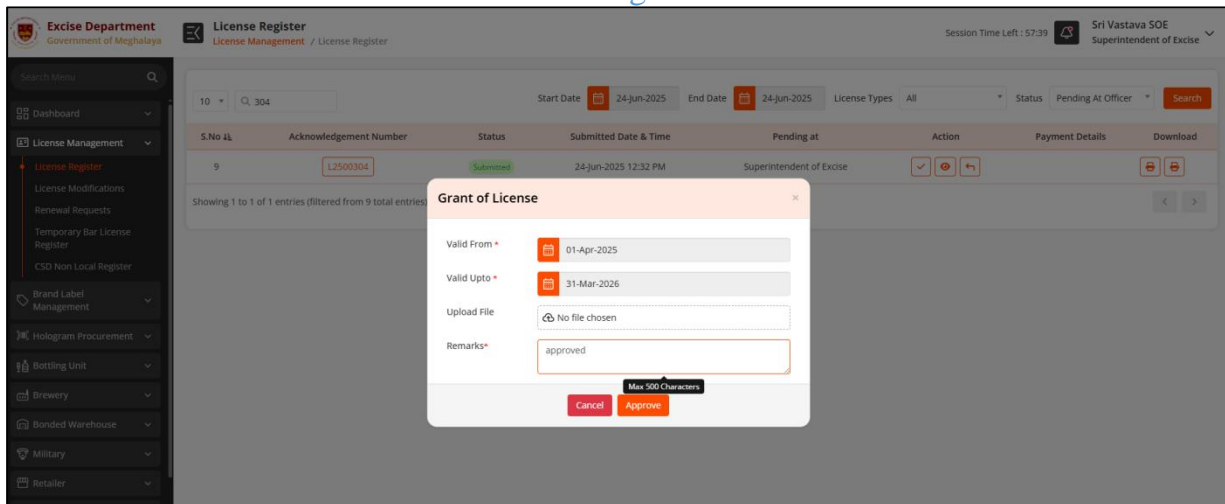 Excise Department
Government of Meghalaya
License Register
License Management / License Register
Session Time Left : 57:39
Sri Vastava SOE
Superintendent of Excise
Search Menu
10
304
Start Date
24-Jun-2025
End Date
24-Jun-2025
License Types
All
Status
Pending At Officer
Search
Dashboard
License Management
License Register
License Modifications
Renewal Requests
Temporary Bar License
Register
CSD Non Local Register
Brand Label
Management
Hologram Procurement
Bottling Unit
Brewery
Bonded Warehouse
Military
Retailer
S.No Acknowledgement Number Status Submitted Date & Time Pending at Action Payment Details Download
9 L2500304 Submitted 24-Jun-2025 12:32 PM Superintendent of Excise
Showing 1 to 1 of 1 entries (filtered from 9 total entries)
Grant of License
×
Valid From *
01-Apr-2025
Valid Upto *
31-Mar-2026
Upload File
No file chosen
Remarks*
approved
Max 500 Characters
Cancel
Approve